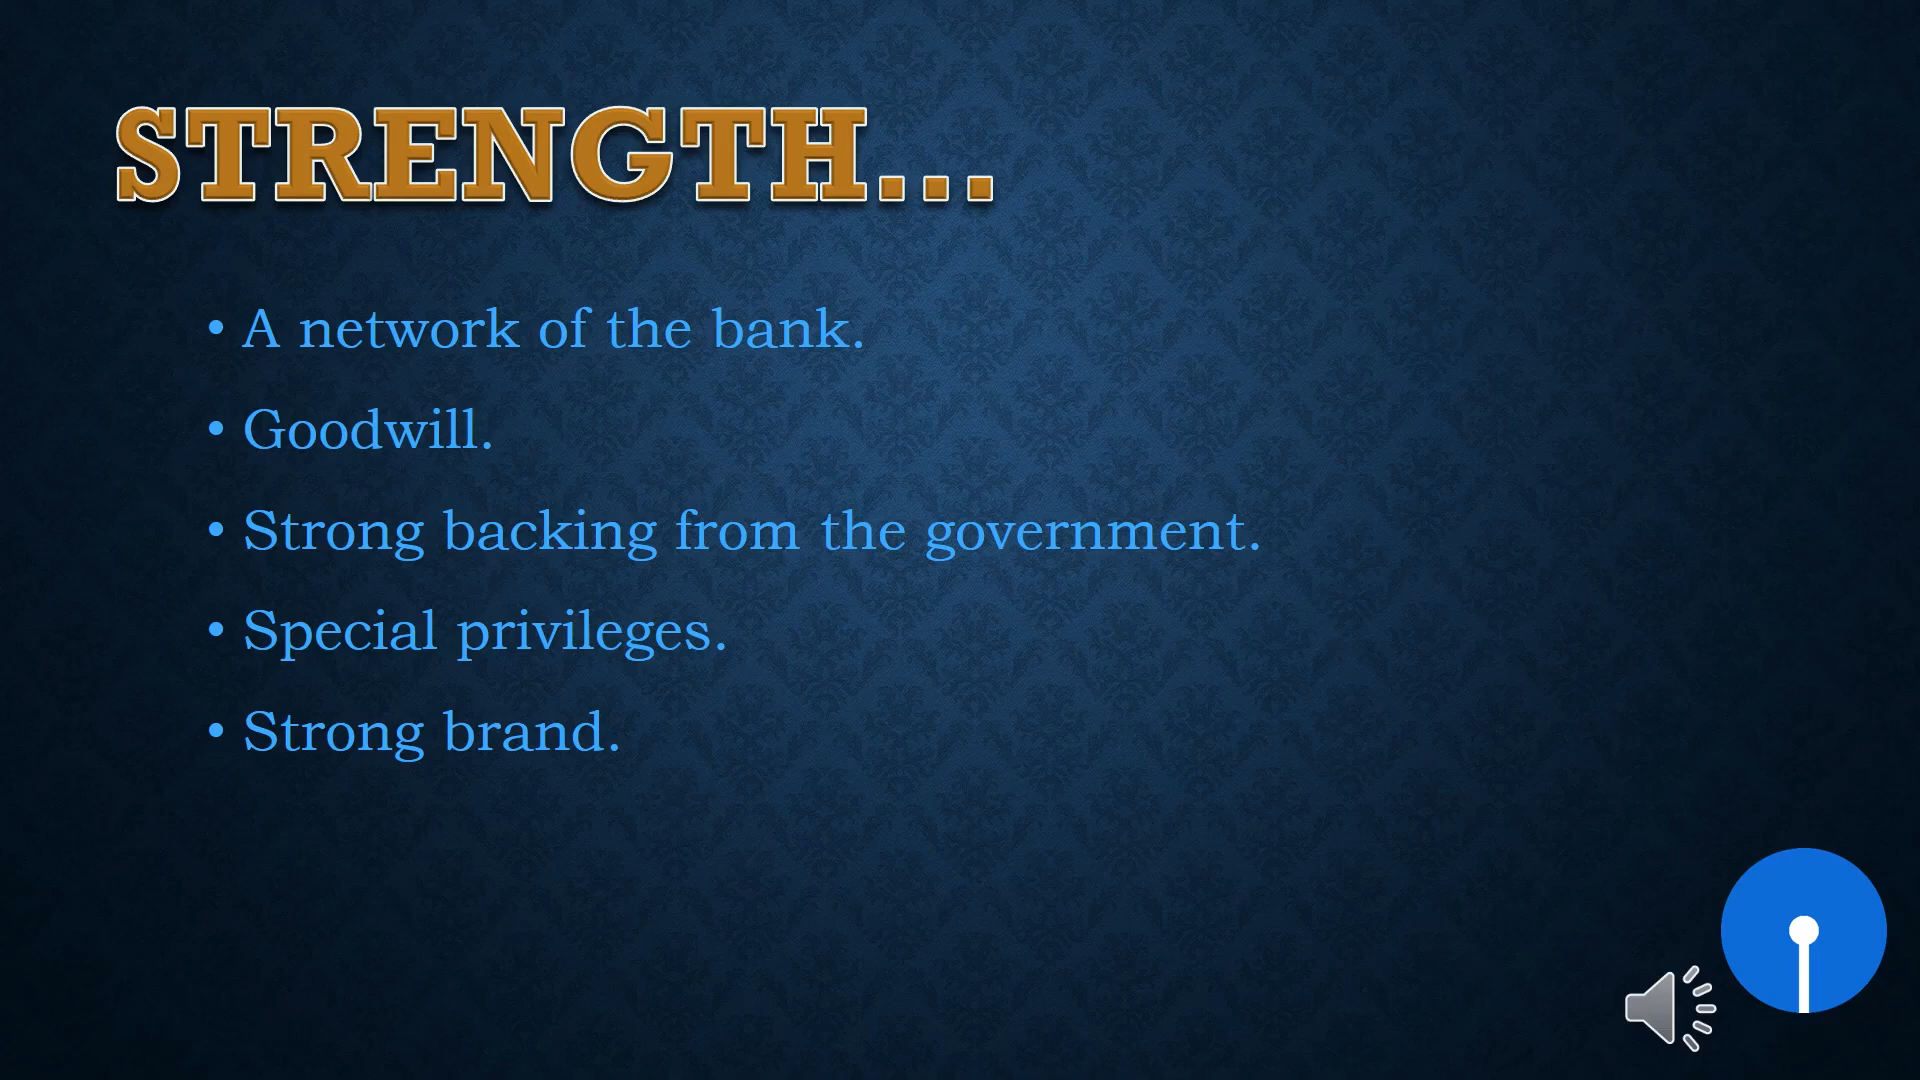 STRENGTH...
• A network of the bank.
• Goodwill.
• Strong backing from the government.
• Special privileges.
• Strong brand.